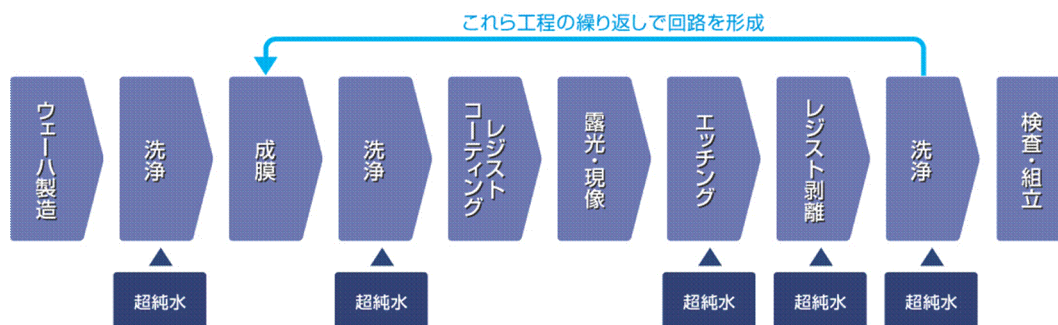 これら工程の繰り返しで回路を形成
ウェーハ製造
洗浄
成膜
洗浄
レジスト
コーティング
露光・現像
エッチング
レジスト剥離
洗浄
検査・組立
超純水
超純水
超純水
超純水
超純水